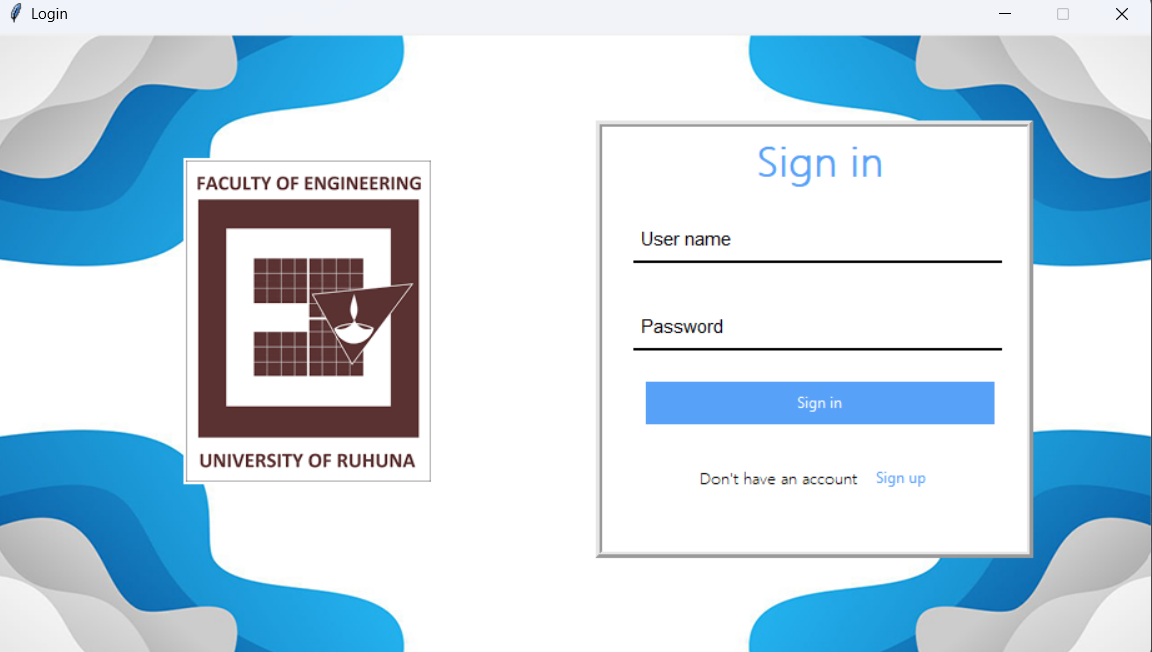 Login
FACULTY OF ENGINEERING
UNIVERSITY OF RUHUNA
Sign in
User name
Password
Sign in
Don't have an account Sign up